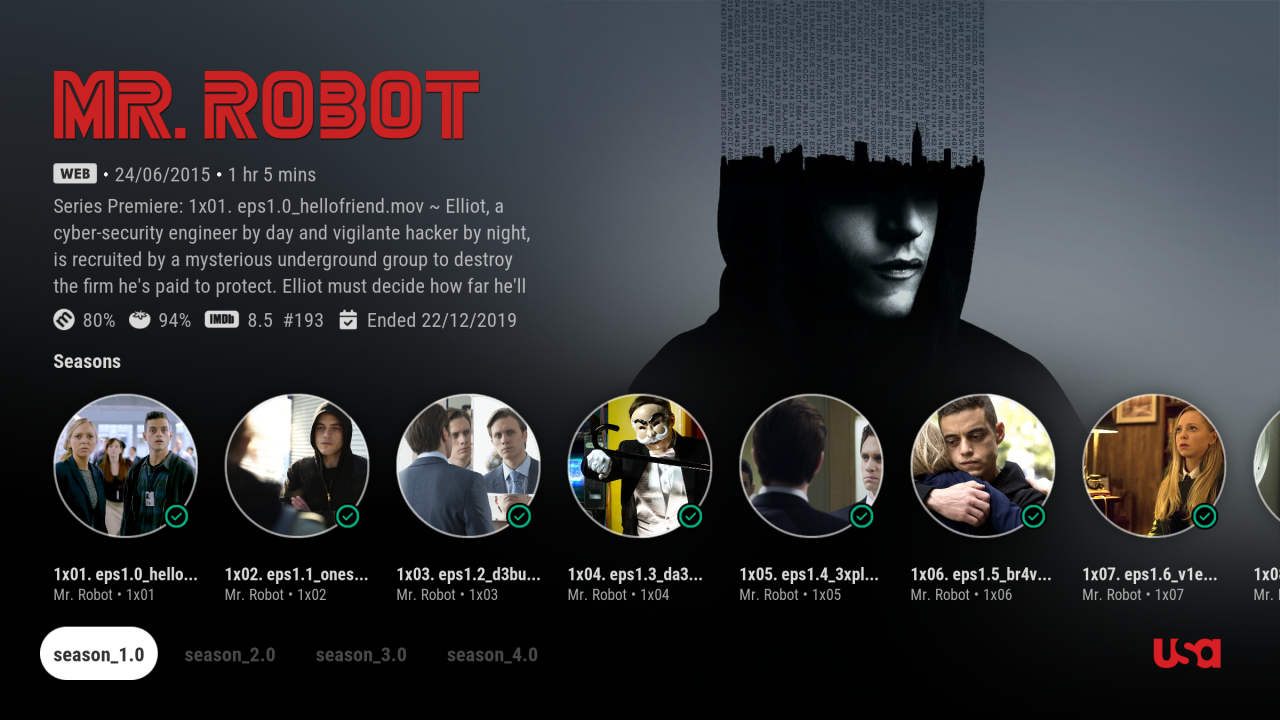 MR. ROBOT
WEB • 24/06/2015 • 1 hr 5 mins
Series Premiere: 1x01. eps1.0_hellofriend.mov ~ Elliot, a
cyber-security engineer by day and vigilante hacker by night,
is recruited by a mysterious underground group to destroy
the firm he's paid to protect. Elliot must decide how far he'll
80% 94% IMDb 8.5 #193 Ended 22/12/2019
Seasons
1x01. eps1.0_hello... 1x02. eps1.1_ones... 1x03. eps1.2_d3bu... 1x04. eps1.3_da3... 1x05. eps1.4_3xpl... 1x06. eps1.5_br4v... 1x07. eps1.6_v1e...
Mr. Robot • 1x01 Mr. Robot • 1x02 Mr. Robot • 1x03 Mr. Robot • 1x04 Mr. Robot • 1x05 Mr. Robot • 1x06 Mr. Robot • 1x07
season_1.0 season_2.0 season_3.0 season_4.0 usa